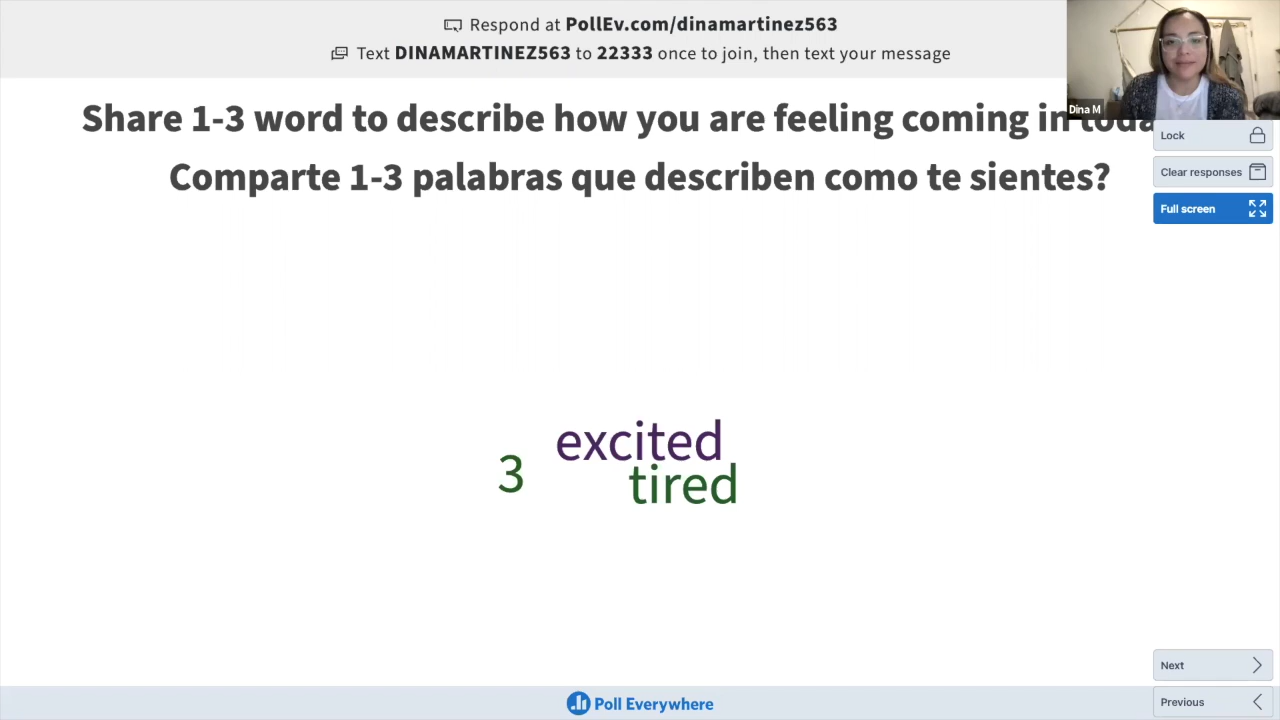 Respond at PollEv.com/dinamartinez563
Text DINAMARTINEZ563 to 22333 once to join, then text your message
Dina M
Share 1-3 word to describe how you are feeling coming in
Comparte 1-3 palabras que describen como te sientes?
Lock
Clear responses
Full screen
excited
3
tired
Next
Previous
Poll Everywhere